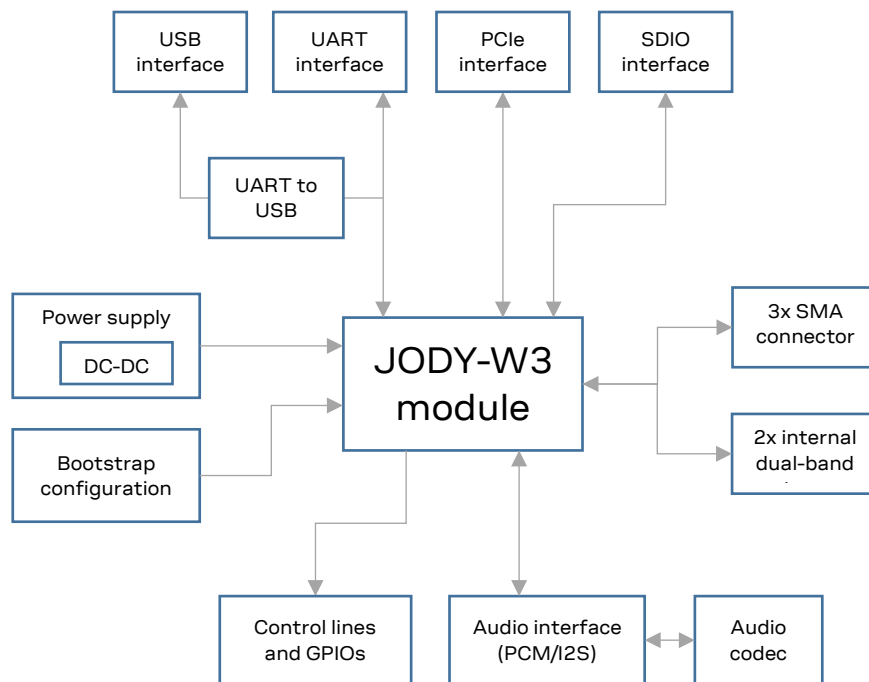 USB
interface
UART
interface
PCIe
interface
SDIO
interface
UART to
USB
Power supply
DC-DC
JODY-W3
module
3x SMA
connector
Bootstrap
configuration
2x internal
dual-band
Control lines
and GPIOs
Audio interface
(PCM/I2S)
Audio
codec